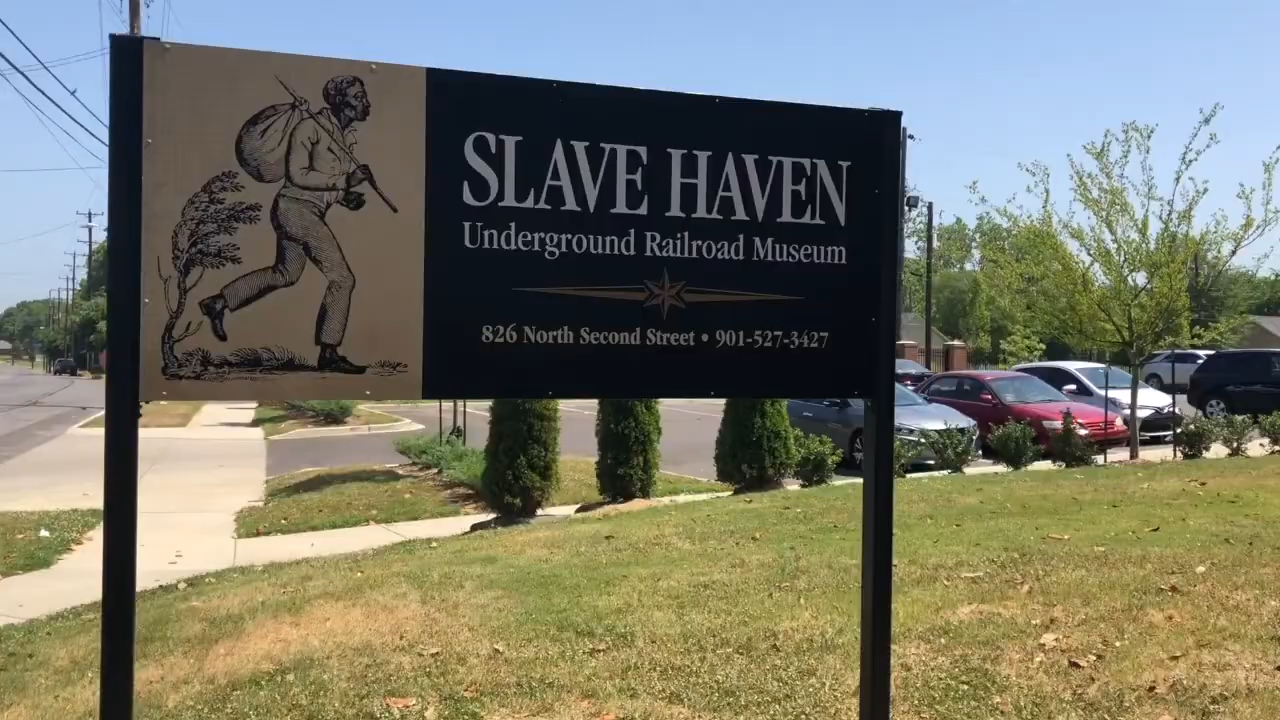 SLAVE HAVEN
Underground Railroad Museum
826 North Second Street • 901-527-3427